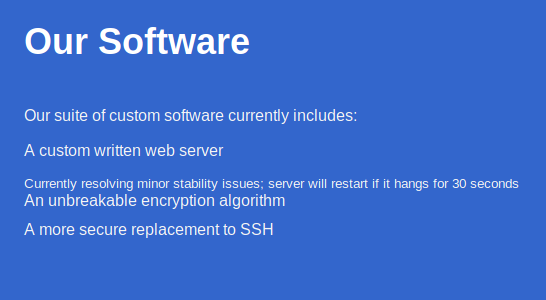 Our Software
Our suite of custom software currently includes:
A custom written web server
Currently resolving minor stability issues; server will restart if it hangs for 30 seconds
An unbreakable encryption algorithm
A more secure replacement to SSH